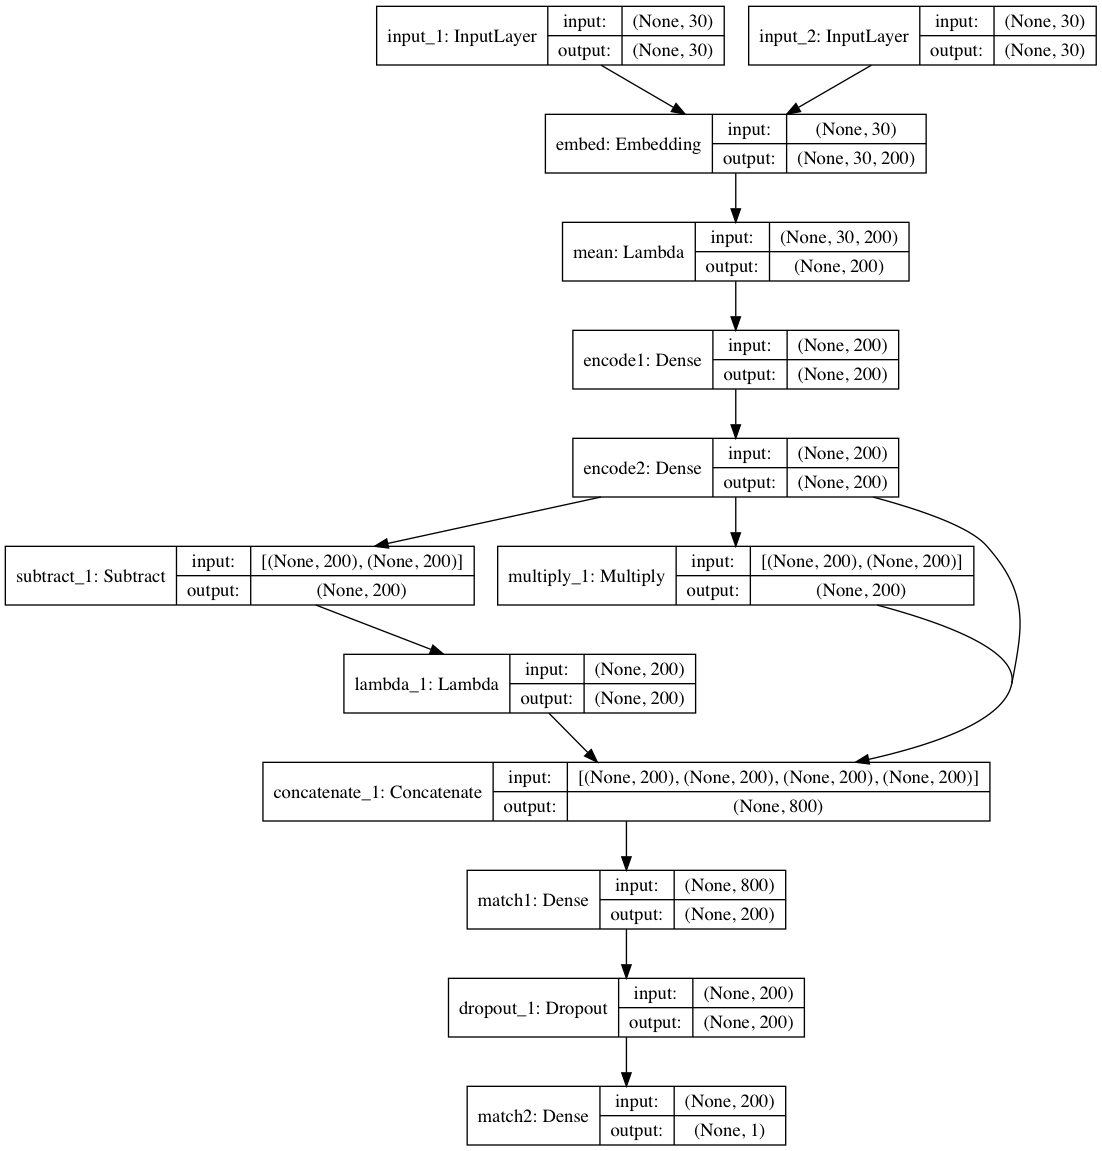 input_1: InputLayer
input: (None, 30)
output: (None, 30)
input_2: InputLayer
input: (None, 30)
output: (None, 30)
embed: Embedding
input: (None, 30)
output: (None, 30, 200)
mean: Lambda
input: (None, 30, 200)
output: (None, 200)
encode1: Dense
input: (None, 200)
output: (None, 200)
encode2: Dense
input: (None, 200)
output: (None, 200)
subtract_1: Subtract
input: [(None, 200), (None, 200)]
output: (None, 200)
multiply_1: Multiply
input: [(None, 200), (None, 200)]
output: (None, 200)
lambda_1: Lambda
input: (None, 200)
output: (None, 200)
concatenate_1: Concatenate
input: [(None, 200), (None, 200), (None, 200), (None, 200)]
output: (None, 800)
match1: Dense
input: (None, 800)
output: (None, 200)
dropout_1: Dropout
input: (None, 200)
output: (None, 200)
match2: Dense
input: (None, 200)
output: (None, 1)